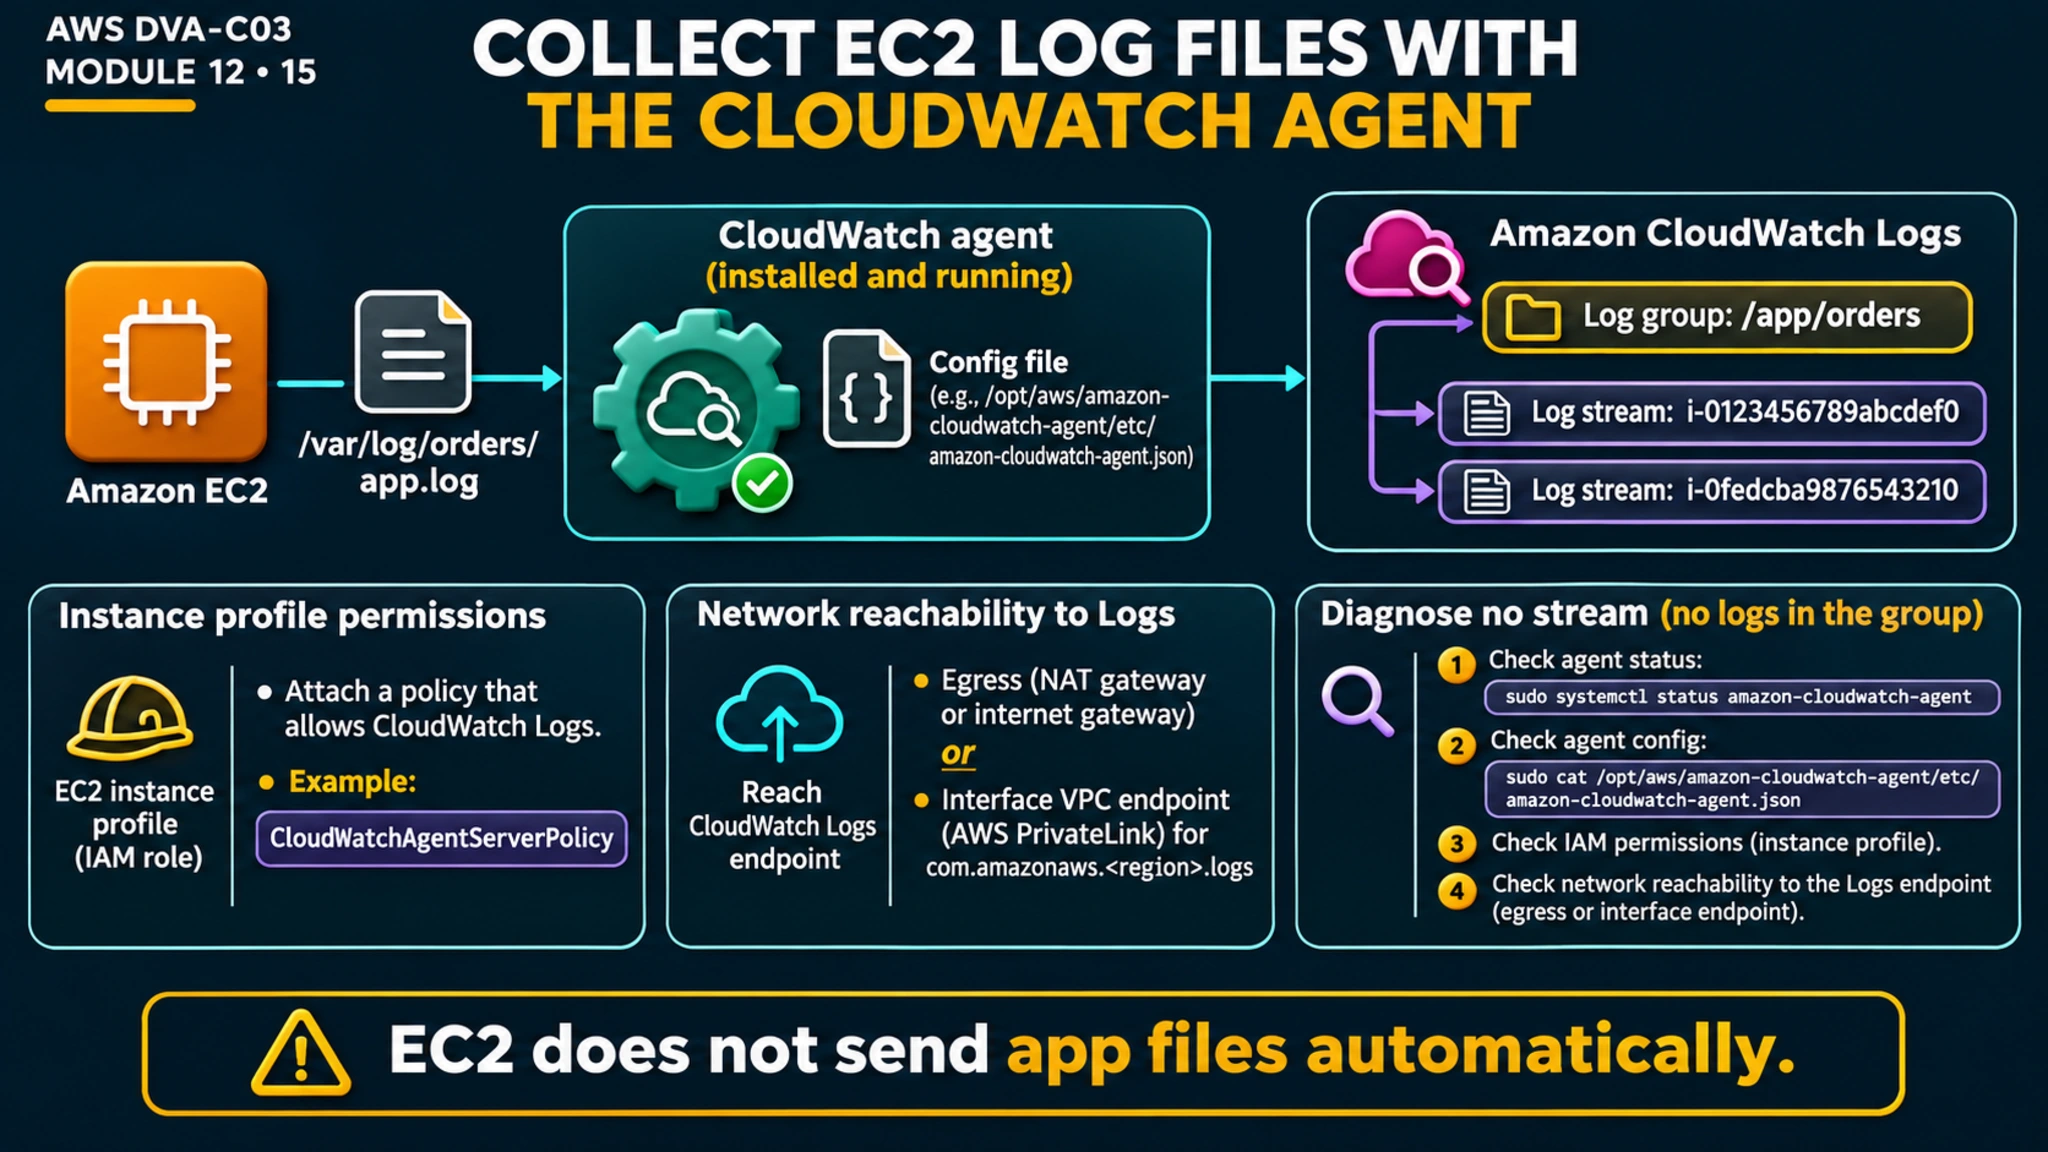 AWS DVA-C03
MODULE 12 • 15
COLLECT EC2 LOG FILES WITH
THE CLOUDWATCH AGENT
Amazon EC2
/var/log/orders/
app.log
CloudWatch agent
(installed and running)
Config file
(e.g., /opt/aws/amazon-
cloudwatch-agent/etc/
amazon-cloudwatch-agent.json)
Amazon CloudWatch Logs
Log group: /app/orders
Log stream: i-0123456789abcdef0
Log stream: i-0fedcba9876543210
Instance profile permissions
EC2 instance
profile
(IAM role)
• Attach a policy that
allows CloudWatch Logs.
• Example:
CloudWatchAgentServerPolicy
Network reachability to Logs
Reach
CloudWatch Logs
endpoint
• Egress (NAT gateway
or internet gateway)
or
• Interface VPC endpoint
(AWS PrivateLink) for
com.amazonaws.<region>.logs
Diagnose no stream (no logs in the group)
1 Check agent status:
sudo systemctl status amazon-cloudwatch-agent
2 Check agent config:
sudo cat /opt/aws/amazon-cloudwatch-agent/etc/
amazon-cloudwatch-agent.json
3 Check IAM permissions (instance profile).
4 Check network reachability to the Logs endpoint
(egress or interface endpoint).
EC2 does not send app files automatically.